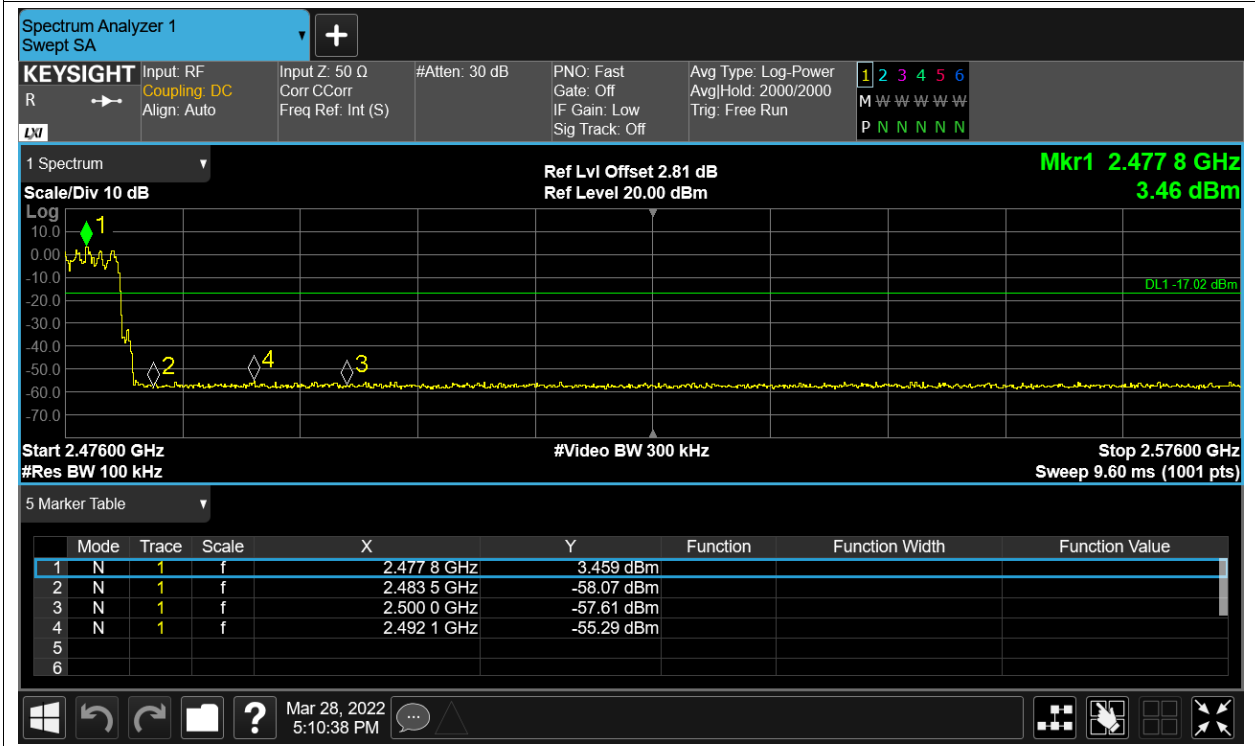 Spectrum Analyzer 1
Swept SA
+
KEYSIGHT
R
LXI
Input: RF
Coupling: DC
Align: Auto
Input Z: 50 Ω
Corr CCorr
Freq Ref: Int (S)
#Atten: 30 dB
PNO: Fast
Gate: Off
IF Gain: Low
Sig Track: Off
Avg Type: Log-Power
Avg|Hold: 2000/2000
Trig: Free Run
1 2 3 4 5 6
M W W W W W
P N N N N N
1 Spectrum
Scale/Div 10 dB
Ref Lvl Offset 2.81 dB
Ref Level 20.00 dBm
Mkr1 2.477 8 GHz
3.46 dBm
Log
10.0
0.00
-10.0
-20.0
-30.0
-40.0
-50.0
-60.0
-70.0
1
2
4
3
DL1 -17.02 dBm
Start 2.47600 GHz #Video BW 300 kHz Stop 2.57600 GHz
#Res BW 100 kHz Sweep 9.60 ms (1001 pts)
5 Marker Table
Mode Trace Scale X Y Function Function Width Function Value
1 N 1 f 2.477 8 GHz 3.459 dBm
2 N 1 f 2.483 5 GHz -58.07 dBm
3 N 1 f 2.500 0 GHz -57.61 dBm
4 N 1 f 2.492 1 GHz -55.29 dBm
5
6
?
Mar 28, 2022
5:10:38 PM